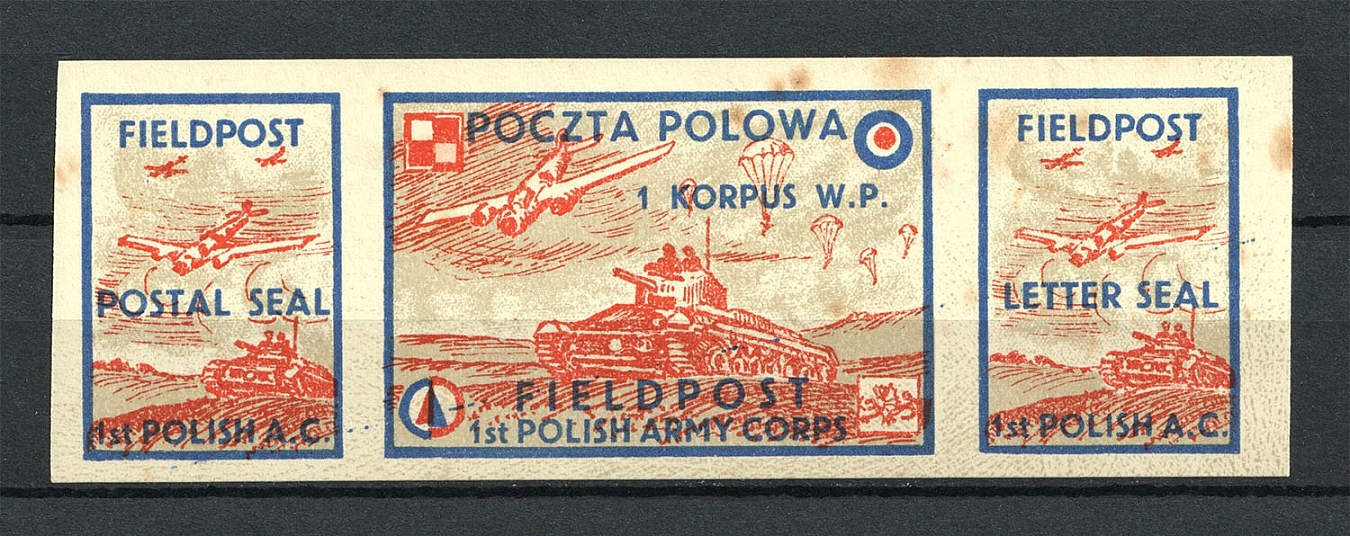 FIELDPOST
POSTAL SEAL
1st POLISH A.C.
POCZTA POLOWA
1 KORPUS W.P.
FIELDPOST
1st POLISH ARMY CORPS
FIELDPOST
LETTER SEAL
1st POLISH A.C.